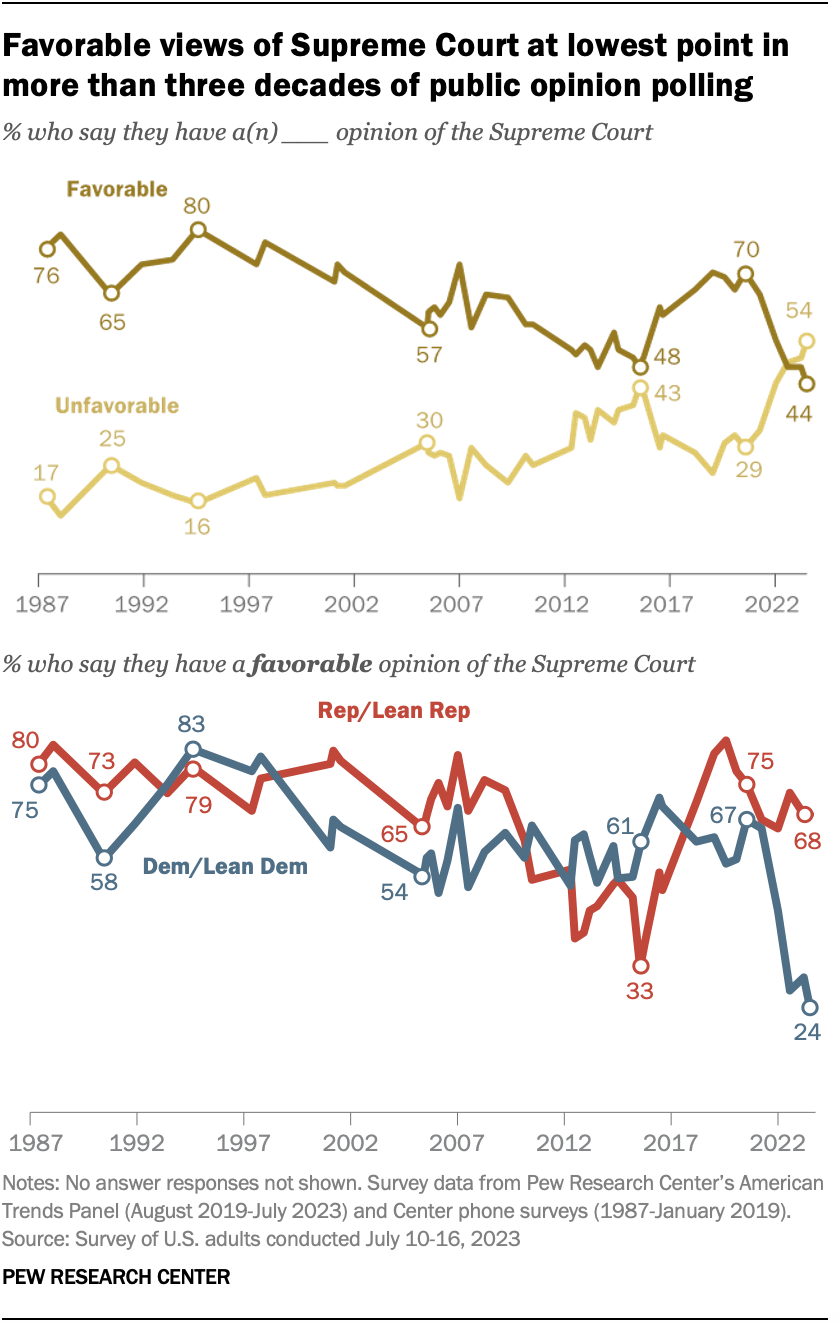 Favorable views of Supreme Court at lowest point in
more than three decades of public opinion polling
% who say they have a(n) ____ opinion of the Supreme Court
Favorable
80
76
65
70
57
54
48
43
44
Unfavorable
25
17
30
16
29
1987 1992 1997 2002 2007 2012 2017 2022
% who say they have a favorable opinion of the Supreme Court
Rep/Lean Rep
83
80
73
79
75
75
65
61
67
68
Dem/Lean Dem
58
54
33
24
1987 1992 1997 2002 2007 2012 2017 2022
Notes: No answer responses not shown. Survey data from Pew Research Center’s American
Trends Panel (August 2019-July 2023) and Center phone surveys (1987-January 2019).
Source: Survey of U.S. adults conducted July 10-16, 2023
PEW RESEARCH CENTER